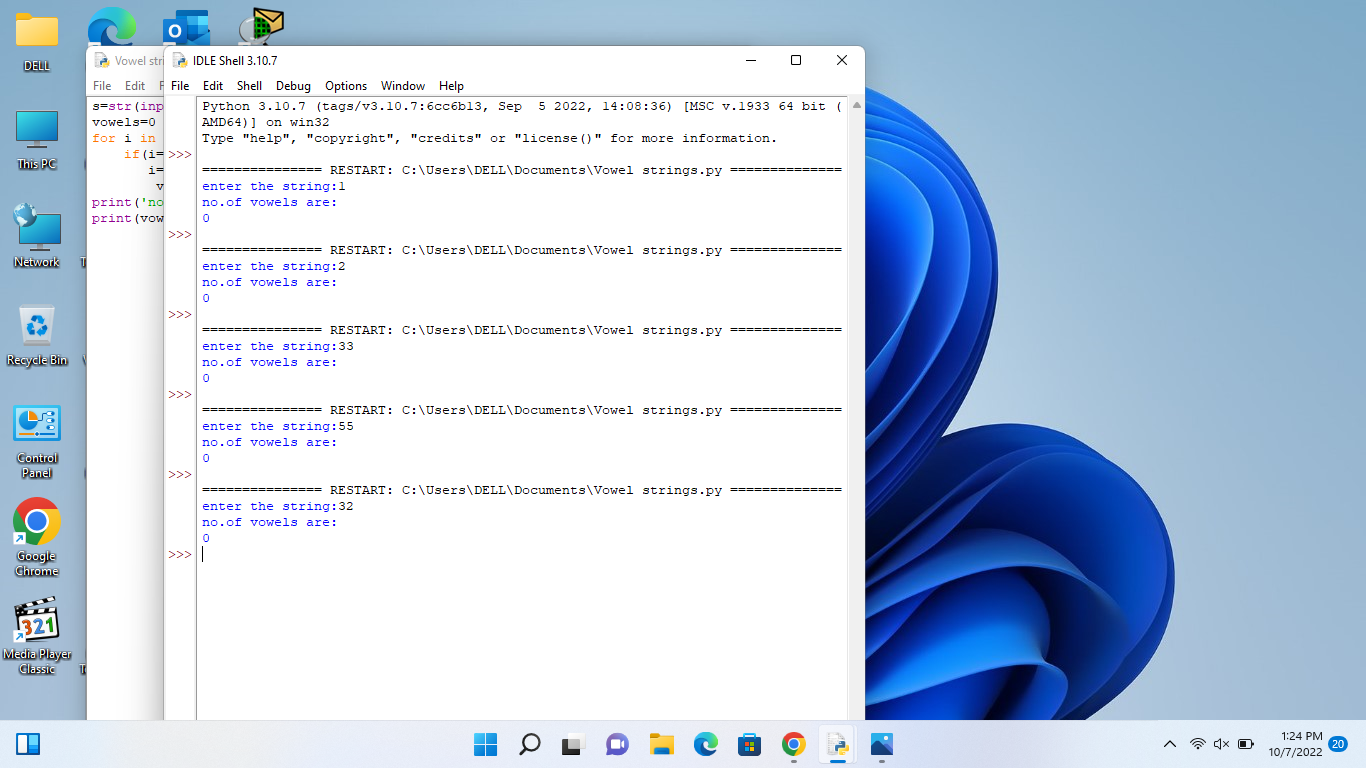 DELL
This PC
Network
Recycle Bin
Control
Panel
Google
Chrome
321
Media Player
Classic
Vowel stri
File Edit F
s=str(inp
vowels=0
for i in
if(i=
i=
v
print('no
print(vow
IDLE Shell 3.10.7
File Edit Shell Debug Options Window Help
Python 3.10.7 (tags/v3.10.7:6cc6b13, Sep  5 2022, 14:08:36) [MSC v.1933 64 bit (
AMD64)] on win32
Type "help", "copyright", "credits" or "license()" for more information.
>>>
=============== RESTART: C:\Users\DELL\Documents\Vowel strings.py ==============
enter the string:1
no.of vowels are:
0
>>>
=============== RESTART: C:\Users\DELL\Documents\Vowel strings.py ==============
enter the string:2
no.of vowels are:
0
>>>
=============== RESTART: C:\Users\DELL\Documents\Vowel strings.py ==============
enter the string:33
no.of vowels are:
0
>>>
=============== RESTART: C:\Users\DELL\Documents\Vowel strings.py ==============
enter the string:55
no.of vowels are:
0
>>>
=============== RESTART: C:\Users\DELL\Documents\Vowel strings.py ==============
enter the string:32
no.of vowels are:
0
>>>
1:24 PM
10/7/2022
20